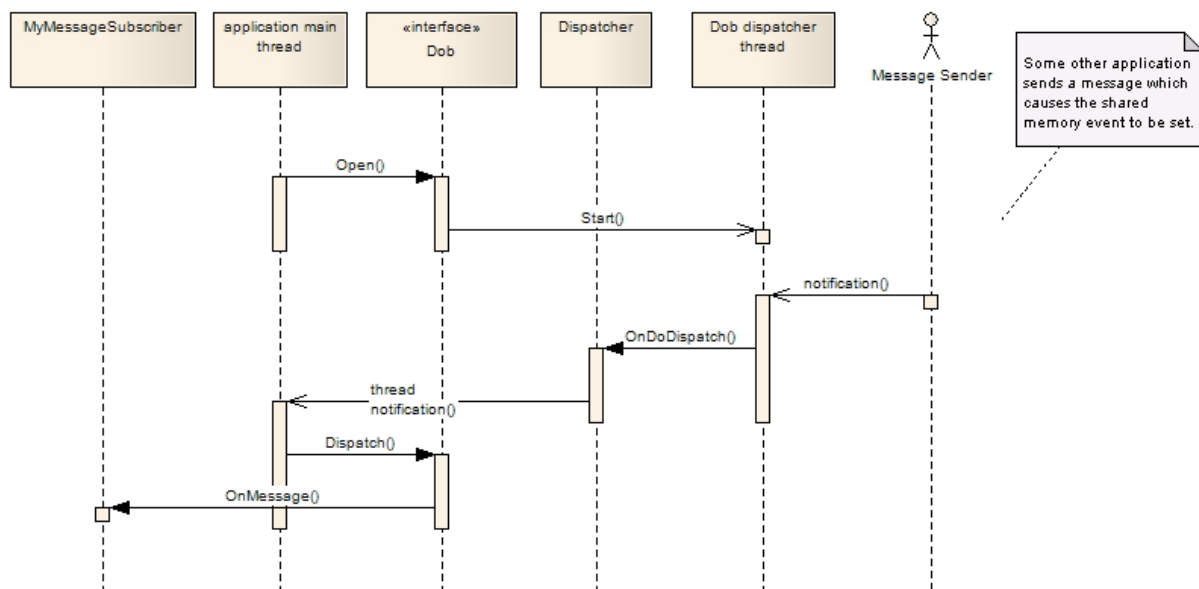 MyMessageSubscriber
application main
thread
«interface»
Dob
Dispatcher
Dob dispatcher
thread
Message Sender
Some other application
sends a message which
causes the shared
memory event to be set.
Open()
Start()
notification()
OnDoDispatch()
thread
notification()
Dispatch()
OnMessage()